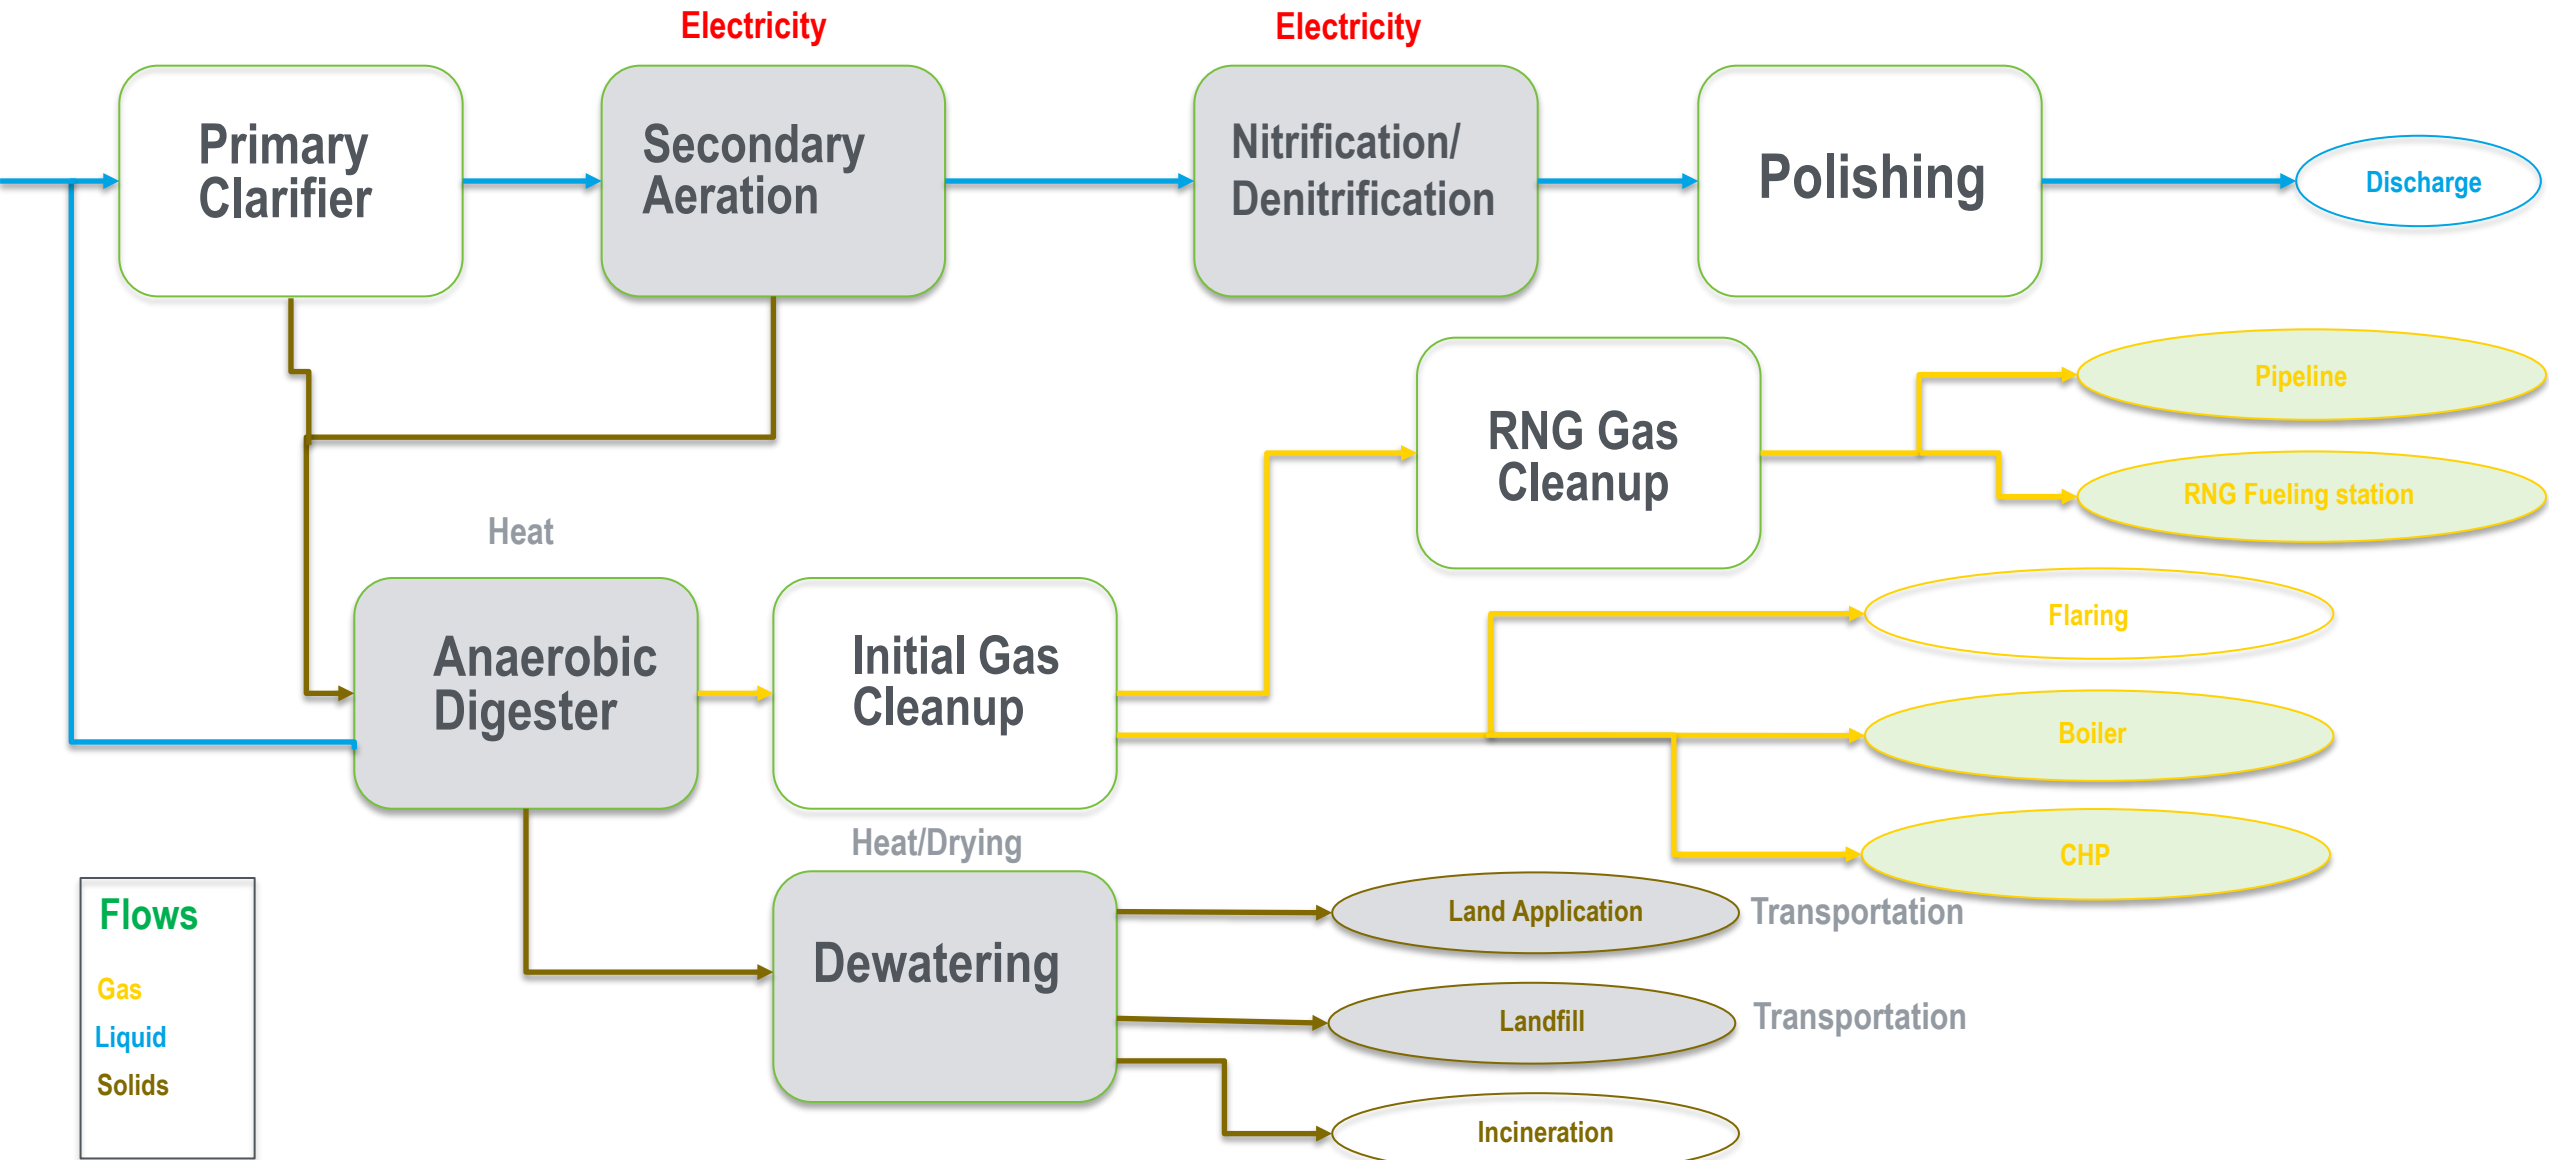 Electricity
Electricity
Primary
Clarifier
Secondary
Aeration
Nitrification/
Denitrification
Polishing
Discharge
Pipeline
RNG Gas
Cleanup
RNG Fueling station
Heat
Flaring
Anaerobic
Digester
Initial Gas
Cleanup
Boiler
Heat/Drying
CHP
Flows
Gas
Liquid
Solids
Dewatering
Land Application
Transportation
Landfill
Transportation
Incineration